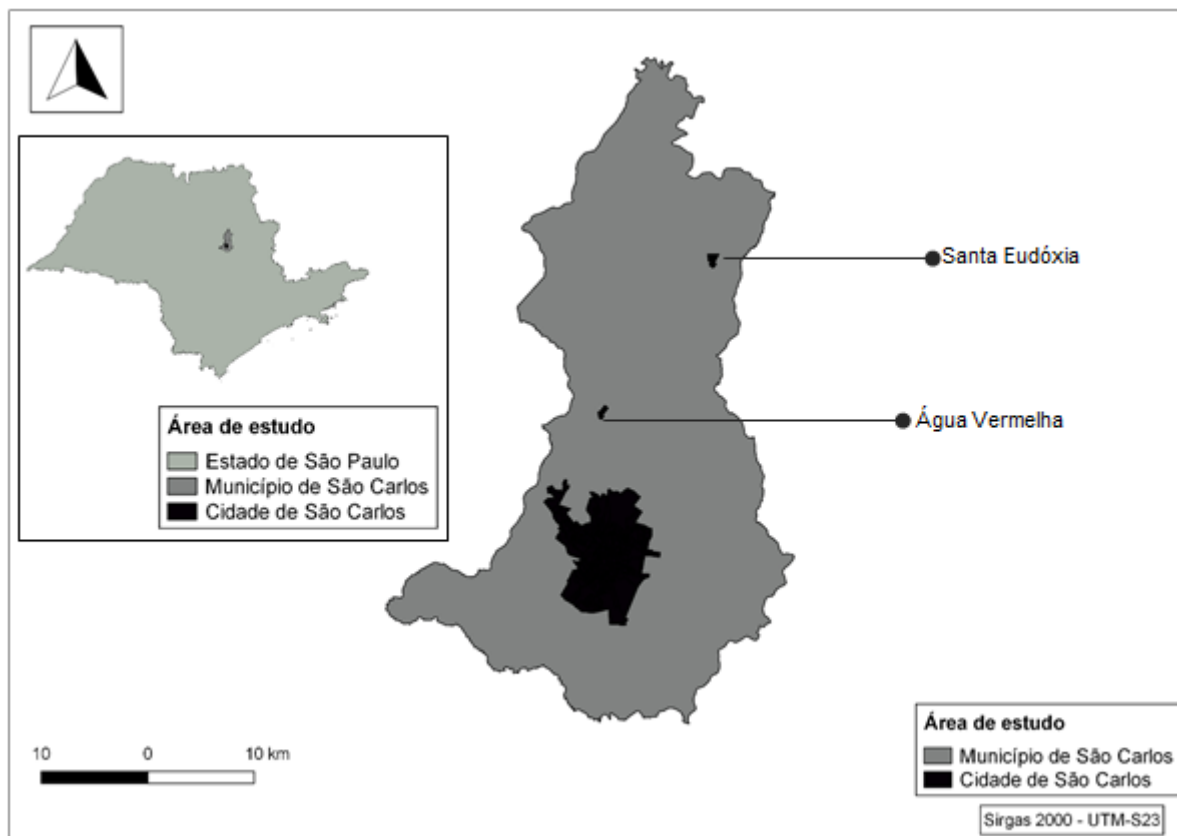 Santa Eudóxia
Água Vermelha
Área de estudo
Estado de São Paulo
Município de São Carlos
Cidade de São Carlos
10 0 10 km
Área de estudo
Município de São Carlos
Cidade de São Carlos
Sirgas 2000 - UTM-S23